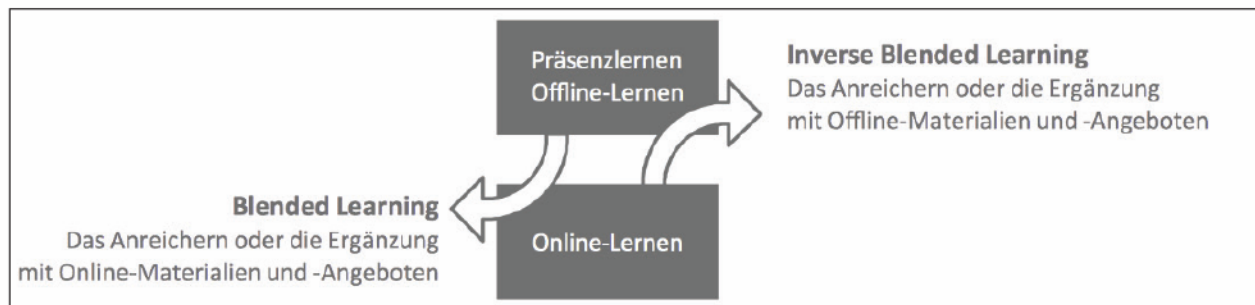 Präsenzlernen
Offline-Lernen
Inverse Blended Learning
Das Anreichern oder die Ergänzung
mit Offline-Materialien und -Angeboten
Blended Learning
Das Anreichern oder die Ergänzung
mit Online-Materialien und -Angeboten
Online-Lernen